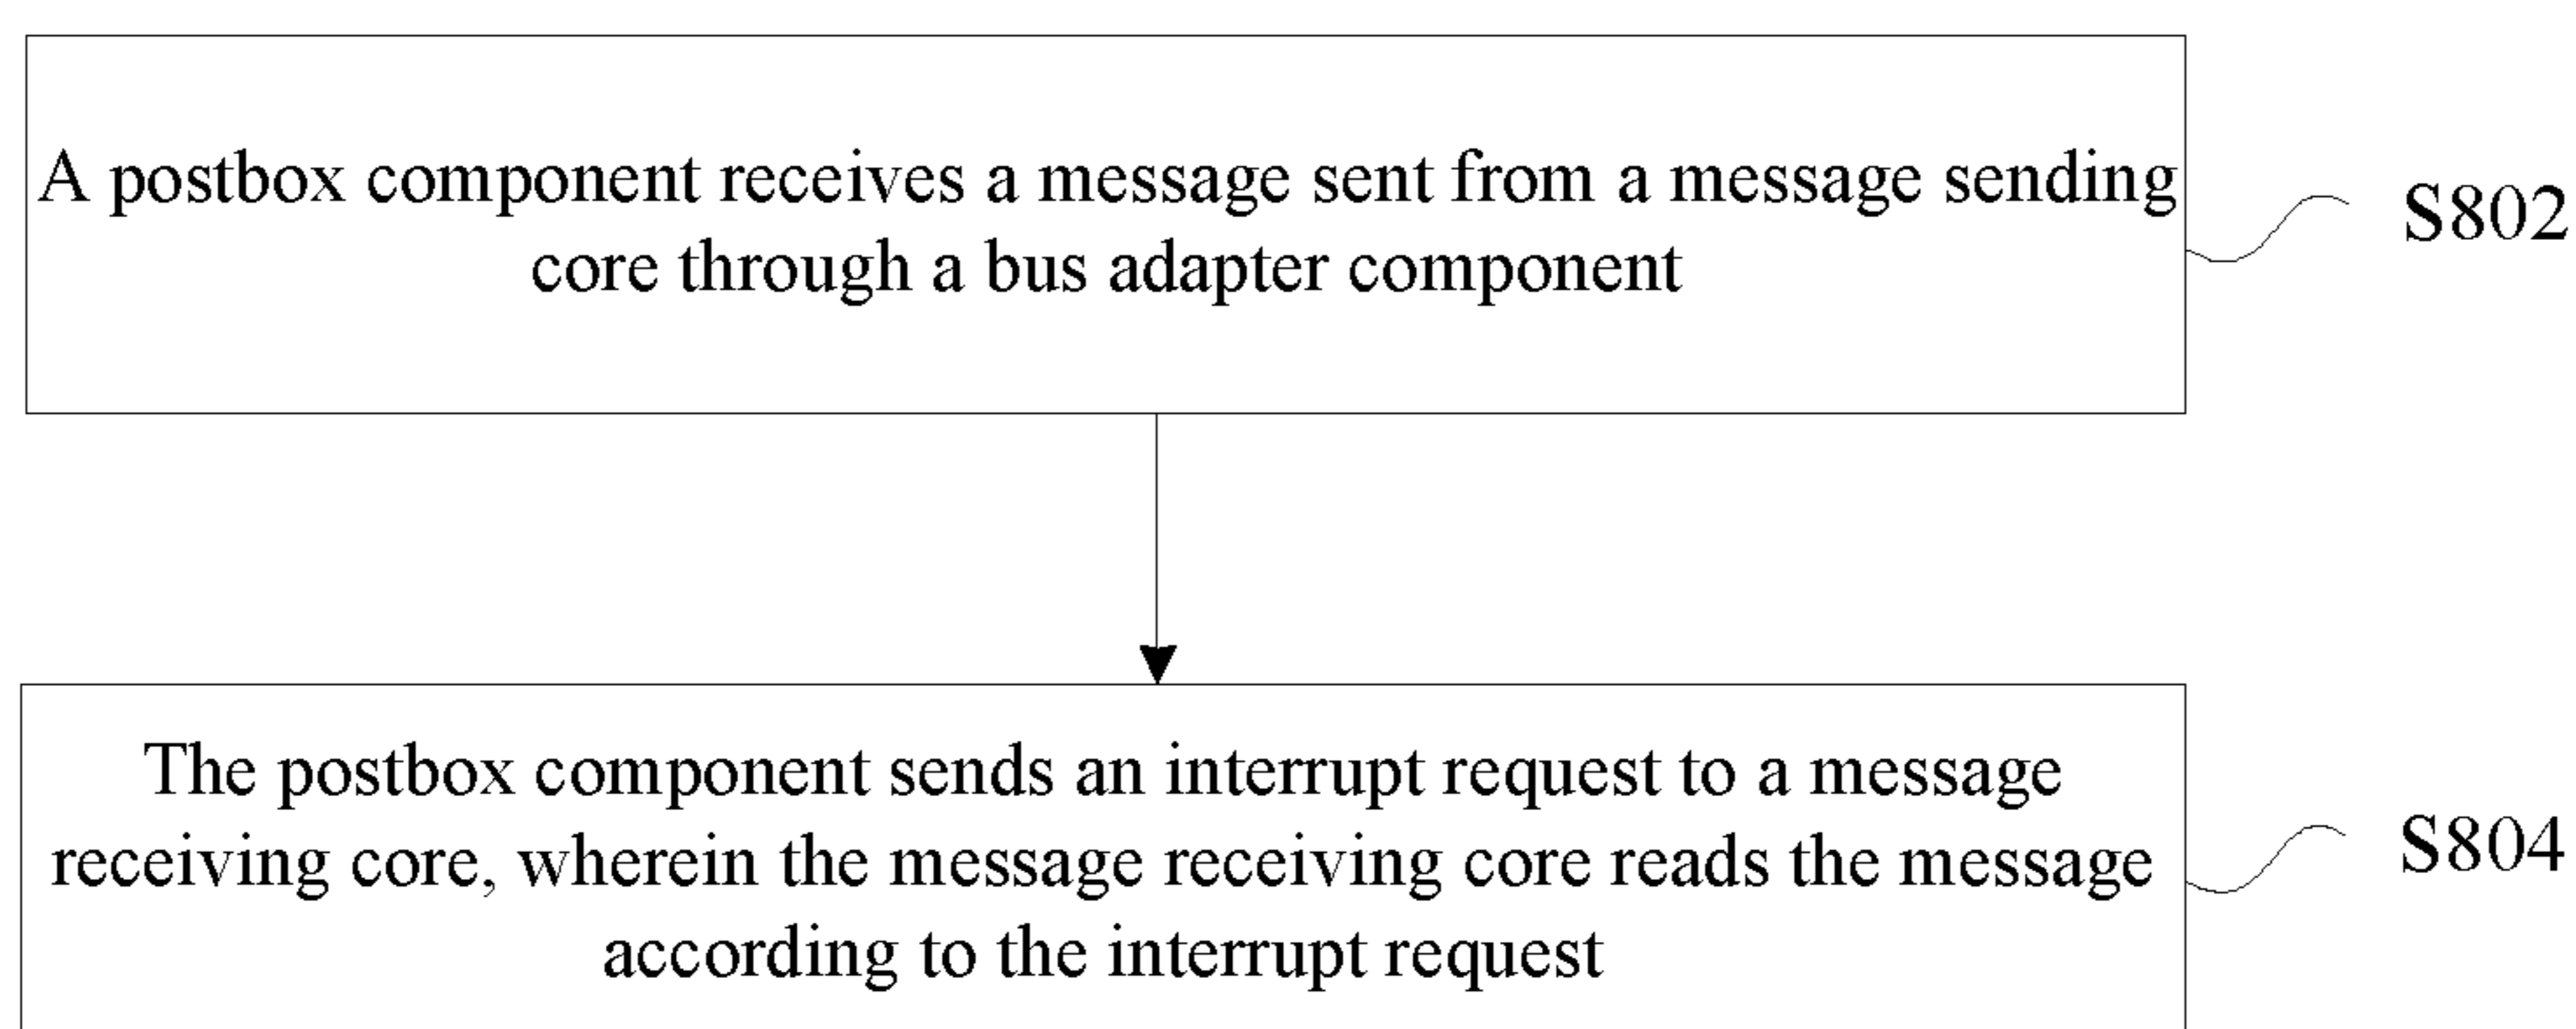 A postbox component receives a message sent from a message sending
core through a bus adapter component
S802
The postbox component sends an interrupt request to a message
receiving core, wherein the message receiving core reads the message
according to the interrupt request
S804